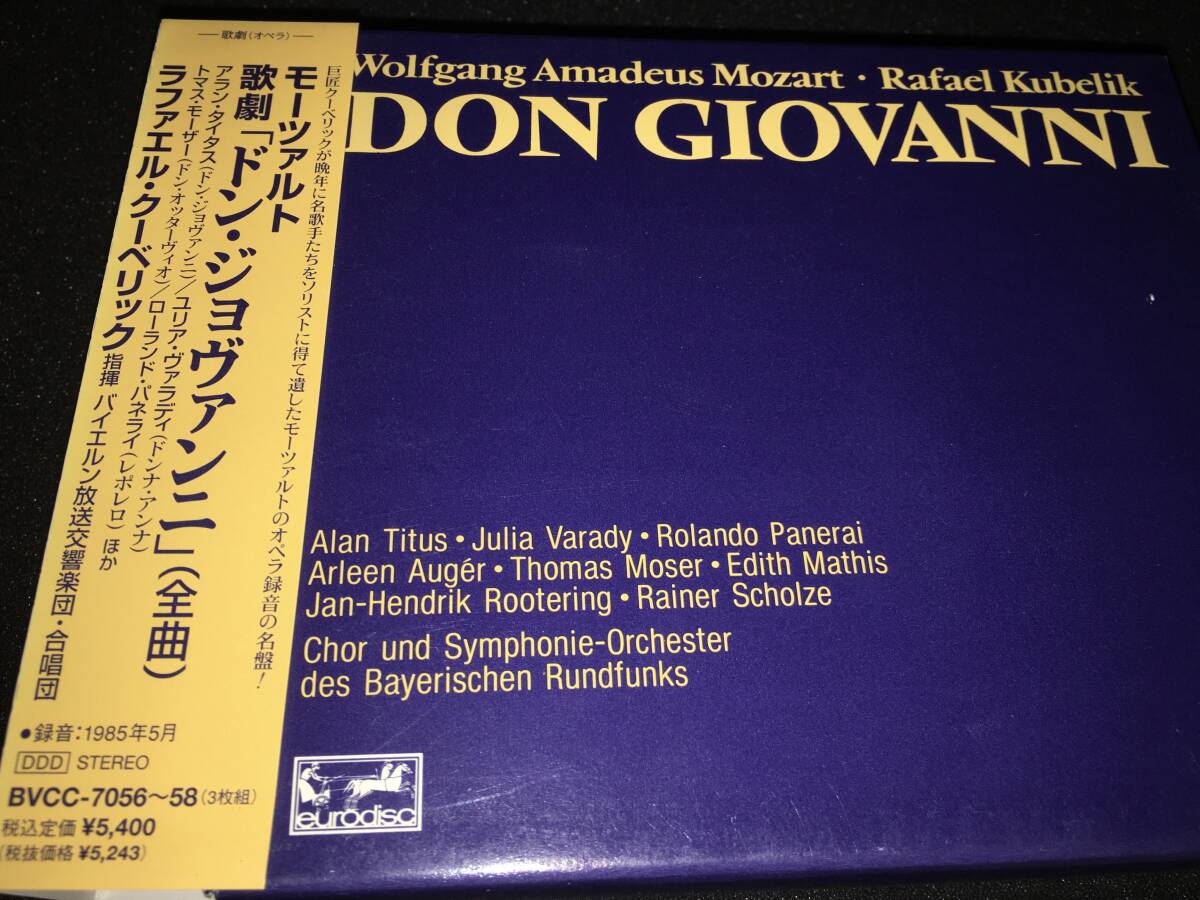 —歌劇(オペラ)—
巨匠クーベリックが晩年に名歌手たちをソリストに得て遺したモーツァルトのオペラ録音の名盤!
モーツァルト
歌劇「ドン・ジョヴァンニ」(全曲)
アラン・タイタス(ドン・ジョヴァンニ)/ユリア・ヴァラディ(ドンナ・アンナ)
トマス・モーザー(ドン・オッターヴィオ)/ローランド・パネライ(レポレロ) ほか
ラファエル・クーベリック 指揮 バイエルン放送交響楽団・合唱団
●録音:1985年5月
DDD STEREO
BVCC-7056〜58(3枚組)
税込定価 ¥5,400
(税抜価格 ¥5,243)
Wolfgang Amadeus Mozart · Rafael Kubelik
DON GIOVANNI
Alan Titus • Julia Varady • Rolando Panerai
Arleen Augér • Thomas Moser • Edith Mathis
Jan-Hendrik Rootering • Rainer Scholze
Chor und Symphonie-Orchester
des Bayerischen Rundfunks
eurodisc